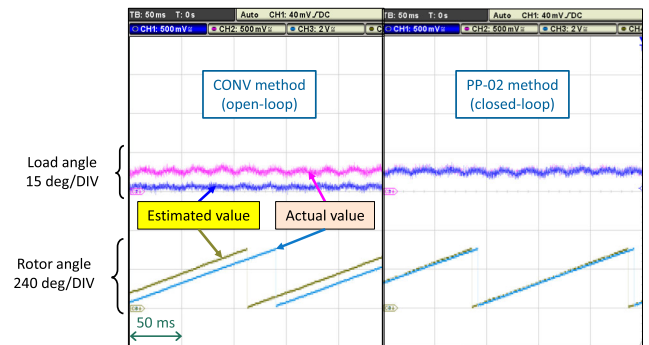 TB: 50ms T: 0s
Auto CH1: 40mV DC
CH1: 500mV
CH2: 500mV
CH3: 2V
TB: 50ms T: 0s
Auto CH1: 40mV DC
CH1: 500mV
CH2: 500mV
CH3: 2V
CONV method
(open-loop)
PP-02 method
(closed-loop)
Load angle
15 deg/DIV
Estimated value
Actual value
Rotor angle
240 deg/DIV
50 ms